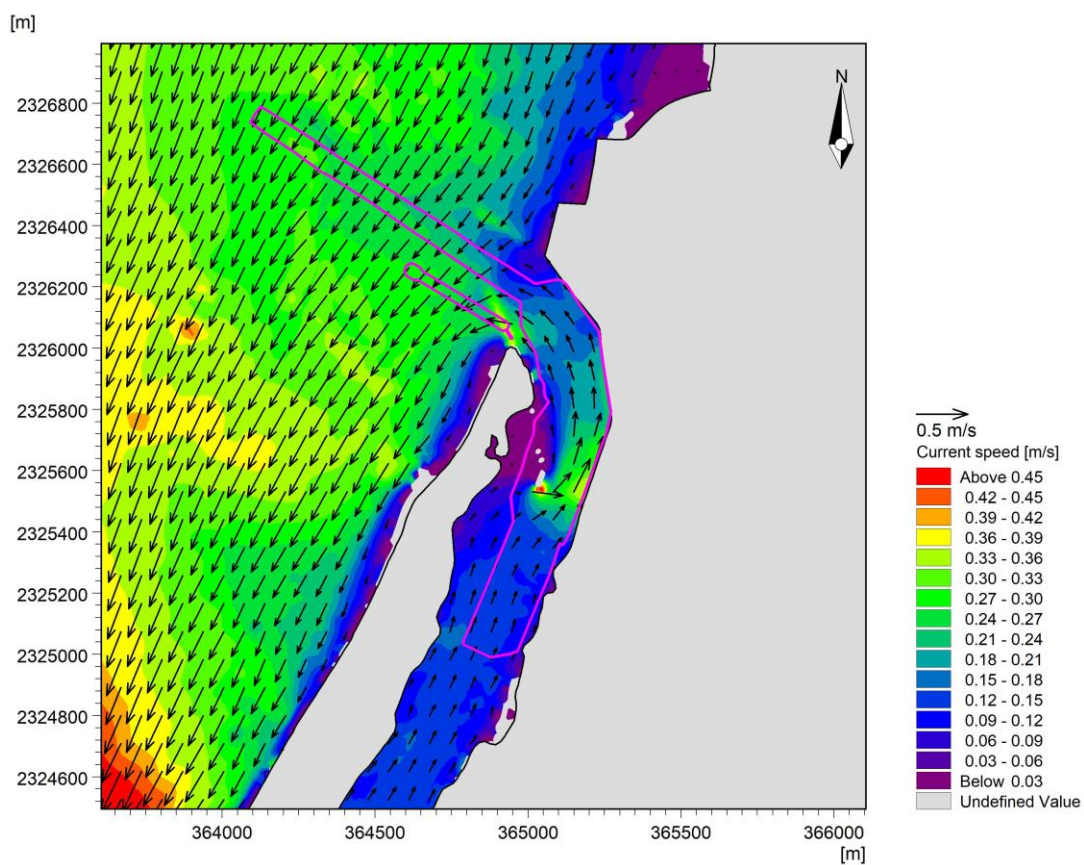 [m]
N
2326800
2326600
2326400
2326200
2326000
2325800
2325600
2325400
2325200
2325000
2324800
2324600
364000 364500 365000 365500 366000
[m]
0.5 m/s
Current speed [m/s]
Above 0.45
0.42 - 0.45
0.39 - 0.42
0.36 - 0.39
0.33 - 0.36
0.30 - 0.33
0.27 - 0.30
0.24 - 0.27
0.21 - 0.24
0.18 - 0.21
0.15 - 0.18
0.12 - 0.15
0.09 - 0.12
0.06 - 0.09
0.03 - 0.06
Below 0.03
Undefined Value